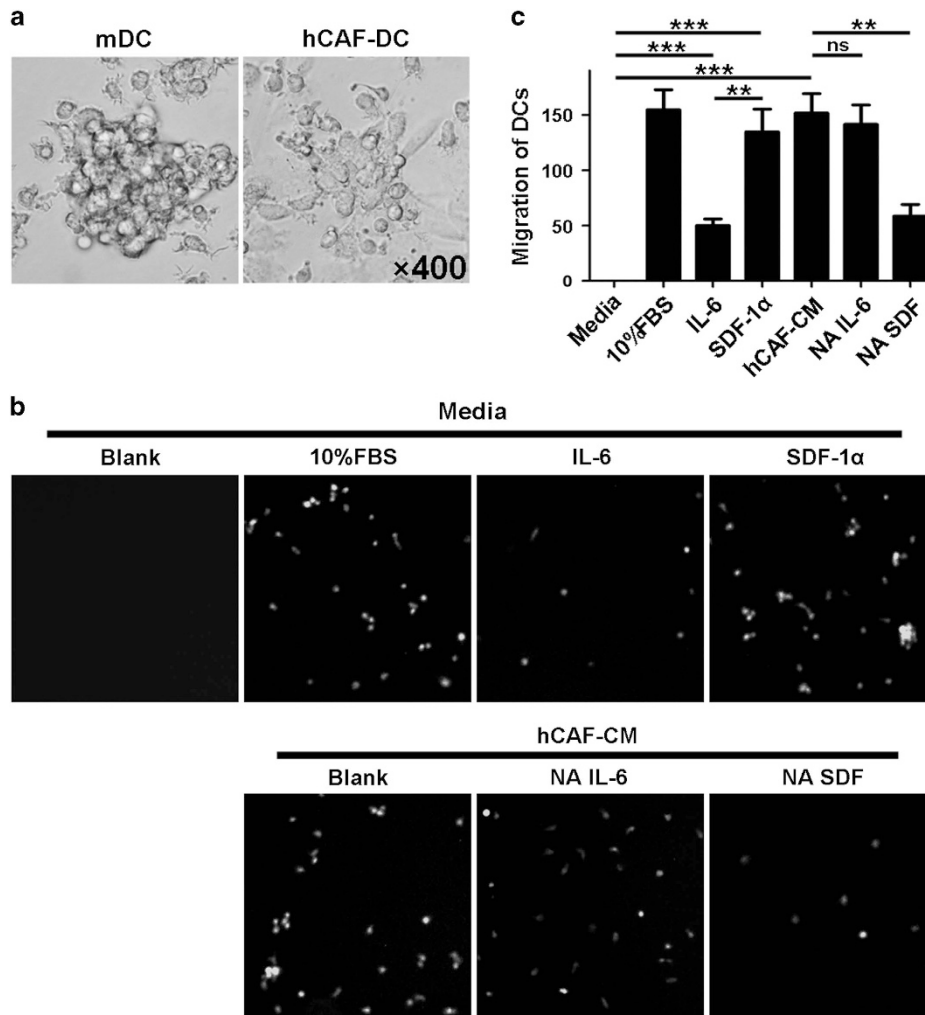 a
mDC
hCAF-DC
×400
c
*** **
*** ns
***
**
Migration of DCs
150
100
50
0
Media
10%FBS
IL-6
SDF-1α
hCAF-CM
NA IL-6
NA SDF
b
Media
Blank 10%FBS IL-6 SDF-1α
hCAF-CM
Blank NA IL-6 NA SDF